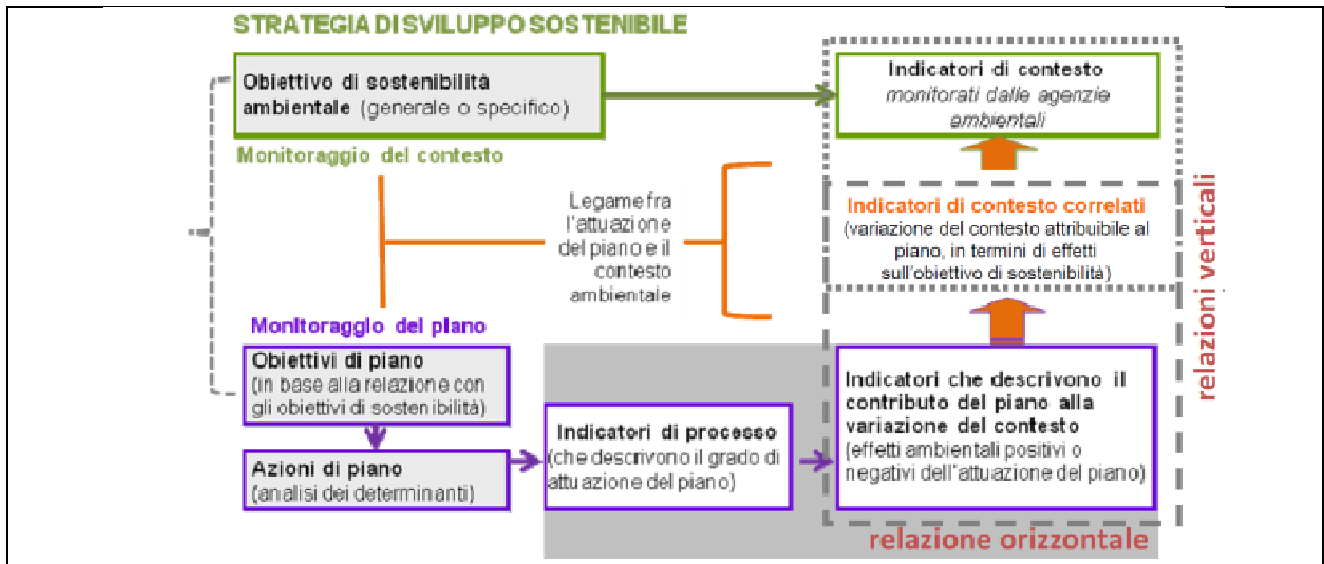 STRATEGIA DI SVILUPPO SOSTENIBILE
Obiettivo di sostenibilità
ambientale (generale o specifico)
Indicatori di contesto
monitorati dalle agenzie
ambientali
Monitoraggio del contesto
Legame fra
l'attuazione
del piano e il
contesto
ambientale
Indicatori di contesto correlati
(variazione del contesto attribuibile al
piano, in termini di effetti
sull'obiettivo di sostenibilità)
relazioni verticali
Monitoraggio del piano
Obiettivi di piano
(in base alla relazione con
gli obiettivi di sostenibilità)
Azioni di piano
(analisi dei determinanti)
Indicatori di processo
(che descrivono il grado di
attuazione del piano)
Indicatori che descrivono il
contributo del piano alla
variazione del contesto
(effetti ambientali positivi o
negativi dell'attuazione del piano)
relazione orizzontale